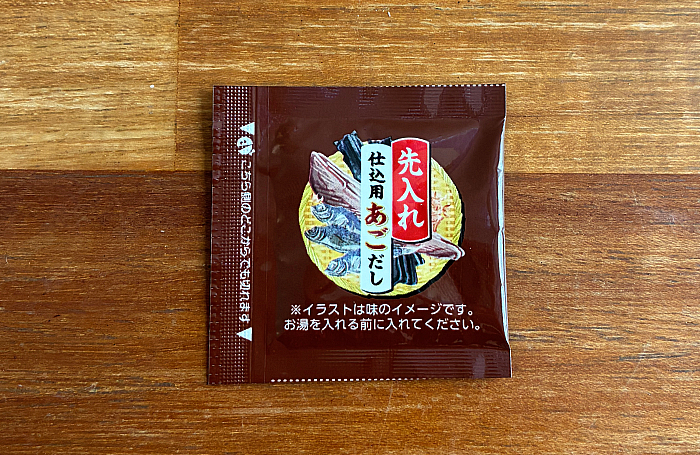 先入れ
仕込用あごだし
※イラストは味のイメージです。
お湯を入れる前に入れてください。
こちら側のどこからでも切れます